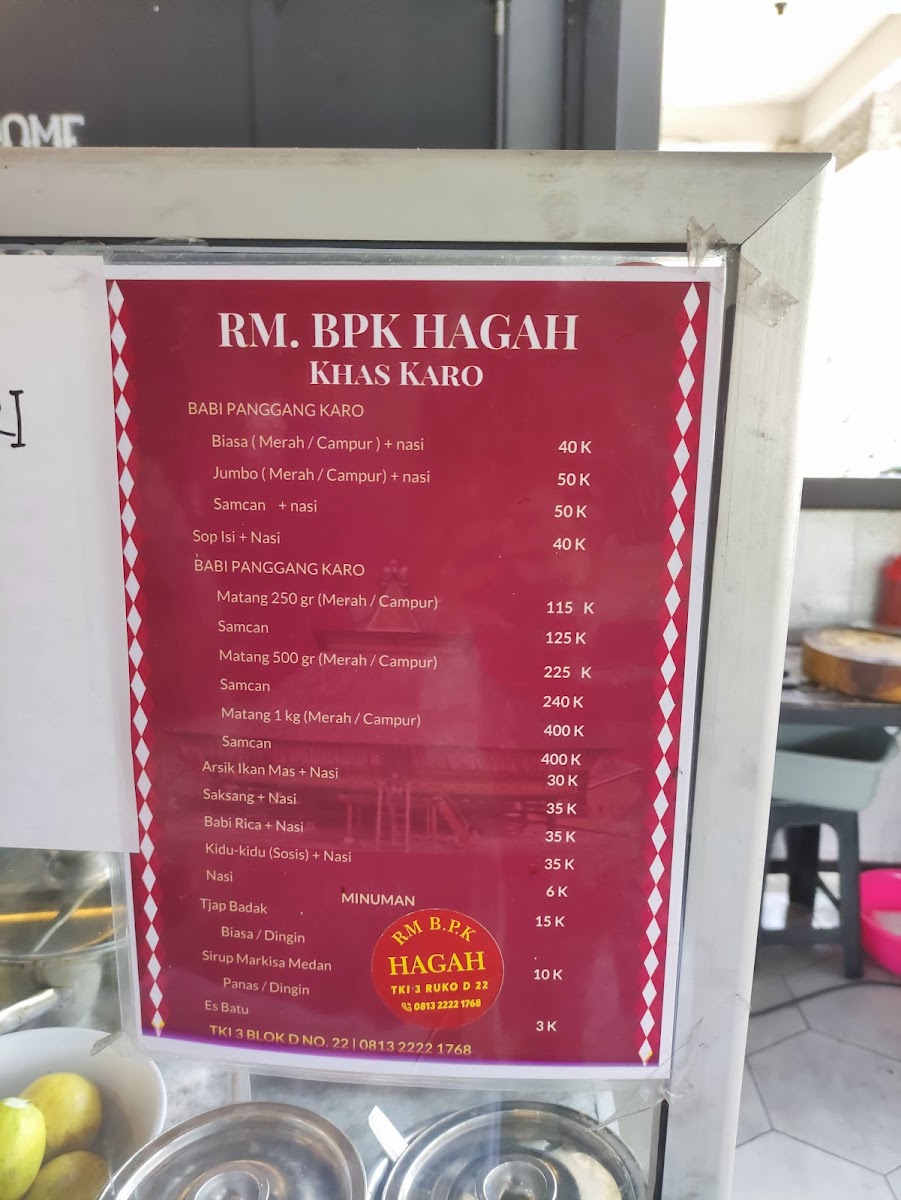 OME
RM. BPK HAGAH
KHAS KARO
BABI PANGGANG KARO
Biasa ( Merah / Campur ) + nasi 40 K
Jumbo ( Merah / Campur) + nasi 50 K
Samcan + nasi 50 K
Sop Isi + Nasi 40 K
BABI PANGGANG KARO
Matang 250 gr (Merah / Campur) 115 K
Samcan 125 K
Matang 500 gr (Merah / Campur) 225 K
Samcan 240 K
Matang 1 kg (Merah / Campur) 400 K
Samcan 400 K
Arsik Ikan Mas + Nasi 30 K
Saksang + Nasi 35 K
Babi Rica + Nasi 35 K
Kidu-kidu (Sosis) + Nasi 35 K
Nasi 6 K
MINUMAN
Tjap Badak 15 K
Biasa / Dingin
Sirup Markisa Medan 10 K
Panas / Dingin
Es Batu 3 K
RM B.P.K
HAGAH
TKI 3 RUKO D 22
0813 2222 1768
TKI 3 BLOK D NO. 22 | 0813 2222 1768